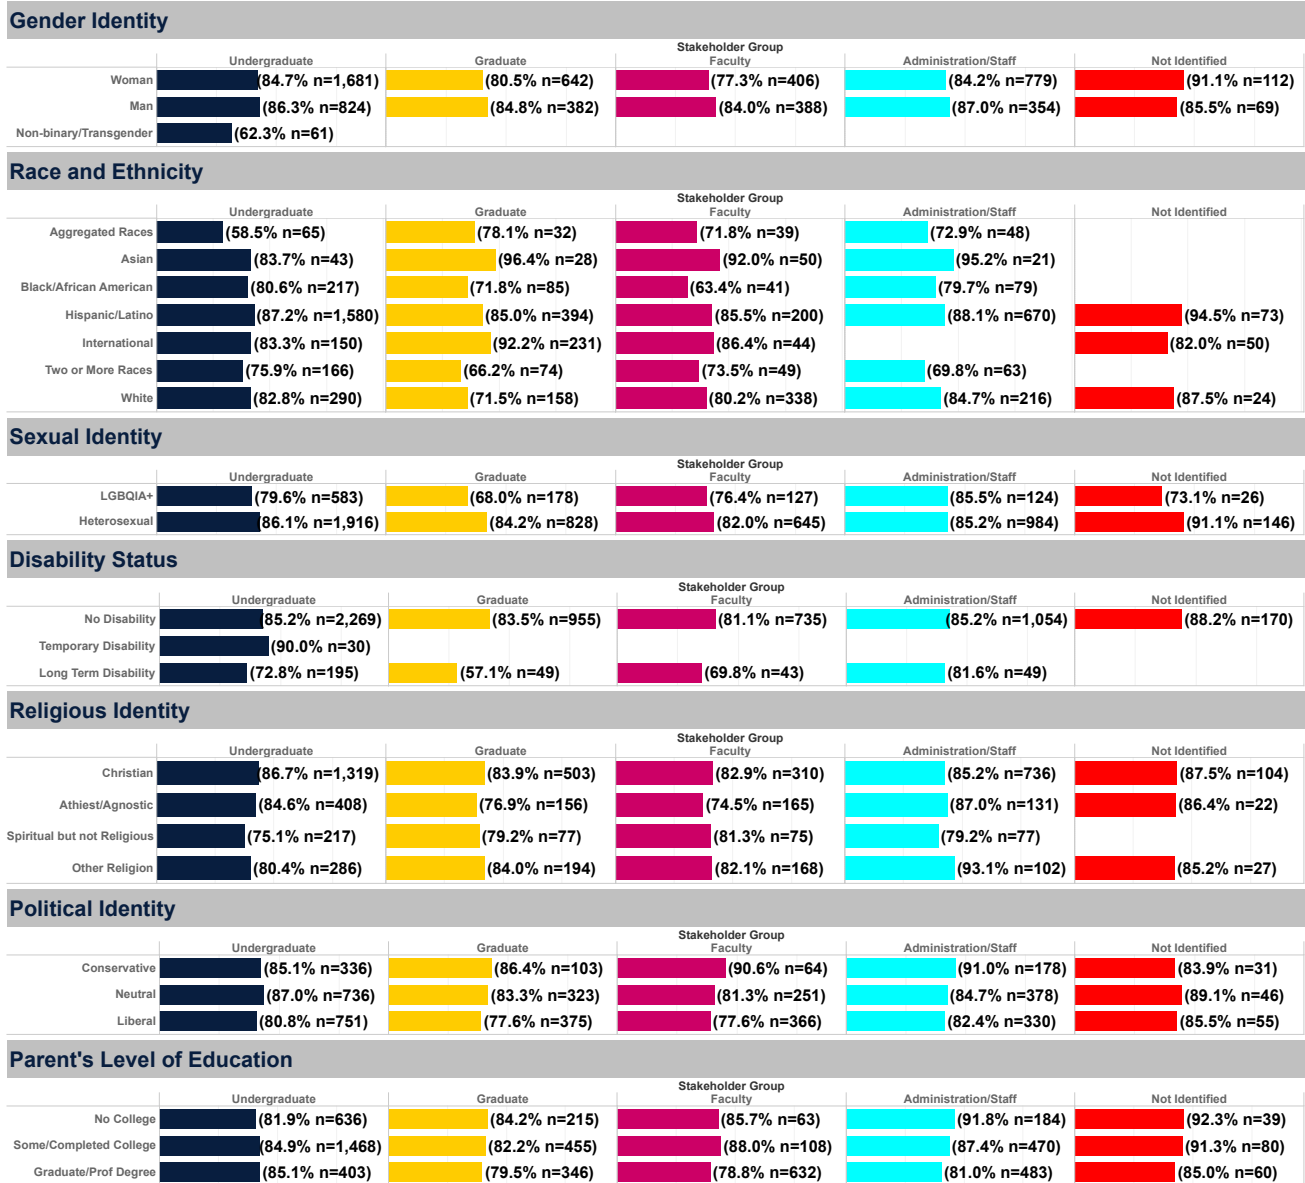 Gender Identity
Stakeholder Group
Undergraduate Graduate Faculty Administration/Staff Not Identified
Woman (84.7% n=1,681) (80.5% n=642) (77.3% n=406) (84.2% n=779) (91.1% n=112)
Man (86.3% n=824) (84.8% n=382) (84.0% n=388) (87.0% n=354) (85.5% n=69)
Non-binary/Transgender (62.3% n=61)
Race and Ethnicity
Stakeholder Group
Undergraduate Graduate Faculty Administration/Staff Not Identified
Aggregated Races (58.5% n=65) (78.1% n=32) (71.8% n=39) (72.9% n=48)
Asian (83.7% n=43) (96.4% n=28) (92.0% n=50) (95.2% n=21)
Black/African American (80.6% n=217) (71.8% n=85) (63.4% n=41) (79.7% n=79)
Hispanic/Latino (87.2% n=1,580) (85.0% n=394) (85.5% n=200) (88.1% n=670) (94.5% n=73)
International (83.3% n=150) (92.2% n=231) (86.4% n=44) (82.0% n=50)
Two or More Races (75.9% n=166) (66.2% n=74) (73.5% n=49) (69.8% n=63)
White (82.8% n=290) (71.5% n=158) (80.2% n=338) (84.7% n=216) (87.5% n=24)
Sexual Identity
Stakeholder Group
Undergraduate Graduate Faculty Administration/Staff Not Identified
LGBQIA+ (79.6% n=583) (68.0% n=178) (76.4% n=127) (85.5% n=124) (73.1% n=26)
Heterosexual (86.1% n=1,916) (84.2% n=828) (82.0% n=645) (85.2% n=984) (91.1% n=146)
Disability Status
Stakeholder Group
Undergraduate Graduate Faculty Administration/Staff Not Identified
No Disability (85.2% n=2,269) (83.5% n=955) (81.1% n=735) (85.2% n=1,054) (88.2% n=170)
Temporary Disability (90.0% n=30)
Long Term Disability (72.8% n=195) (57.1% n=49) (69.8% n=43) (81.6% n=49)
Religious Identity
Stakeholder Group
Undergraduate Graduate Faculty Administration/Staff Not Identified
Christian (86.7% n=1,319) (83.9% n=503) (82.9% n=310) (85.2% n=736) (87.5% n=104)
Athiest/Agnostic (84.6% n=408) (76.9% n=156) (74.5% n=165) (87.0% n=131) (86.4% n=22)
Spiritual but not Religious (75.1% n=217) (79.2% n=77) (81.3% n=75) (79.2% n=77)
Other Religion (80.4% n=286) (84.0% n=194) (82.1% n=168) (93.1% n=102) (85.2% n=27)
Political Identity
Stakeholder Group
Undergraduate Graduate Faculty Administration/Staff Not Identified
Conservative (85.1% n=336) (86.4% n=103) (90.6% n=64) (91.0% n=178) (83.9% n=31)
Neutral (87.0% n=736) (83.3% n=323) (81.3% n=251) (84.7% n=378) (89.1% n=46)
Liberal (80.8% n=751) (77.6% n=375) (77.6% n=366) (82.4% n=330) (85.5% n=55)
Parent's Level of Education
Stakeholder Group
Undergraduate Graduate Faculty Administration/Staff Not Identified
No College (81.9% n=636) (84.2% n=215) (85.7% n=63) (91.8% n=184) (92.3% n=39)
Some/Completed College (84.9% n=1,468) (82.2% n=455) (88.0% n=108) (87.4% n=470) (91.3% n=80)
Graduate/Prof Degree (85.1% n=403) (79.5% n=346) (78.8% n=632) (81.0% n=483) (85.0% n=60)